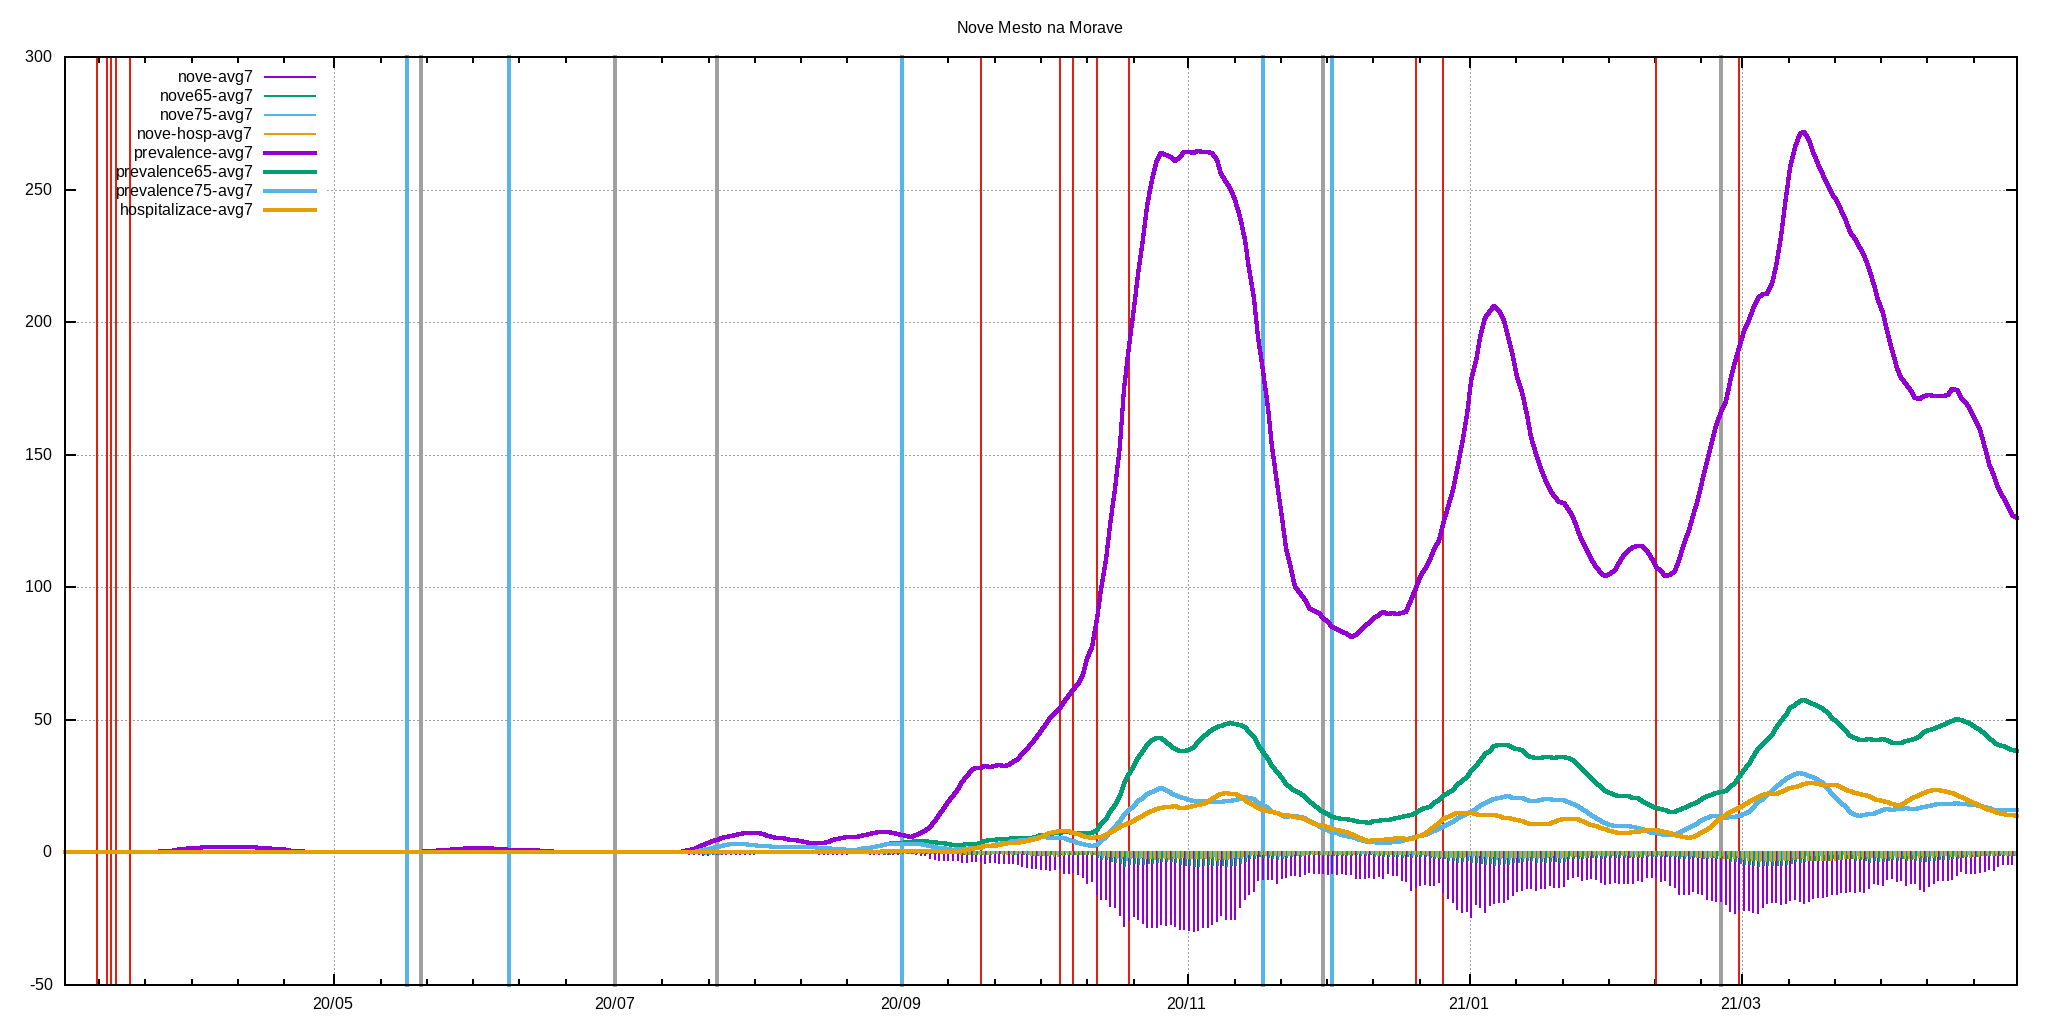 Nove Mesto na Morave
300
250
200
150
100
50
0
-50
nove-avg7
nove65-avg7
nove75-avg7
nove-hosp-avg7
prevalence-avg7
prevalence65-avg7
prevalence75-avg7
hospitalizace-avg7
20/05 20/07 20/09 20/11 21/01 21/03